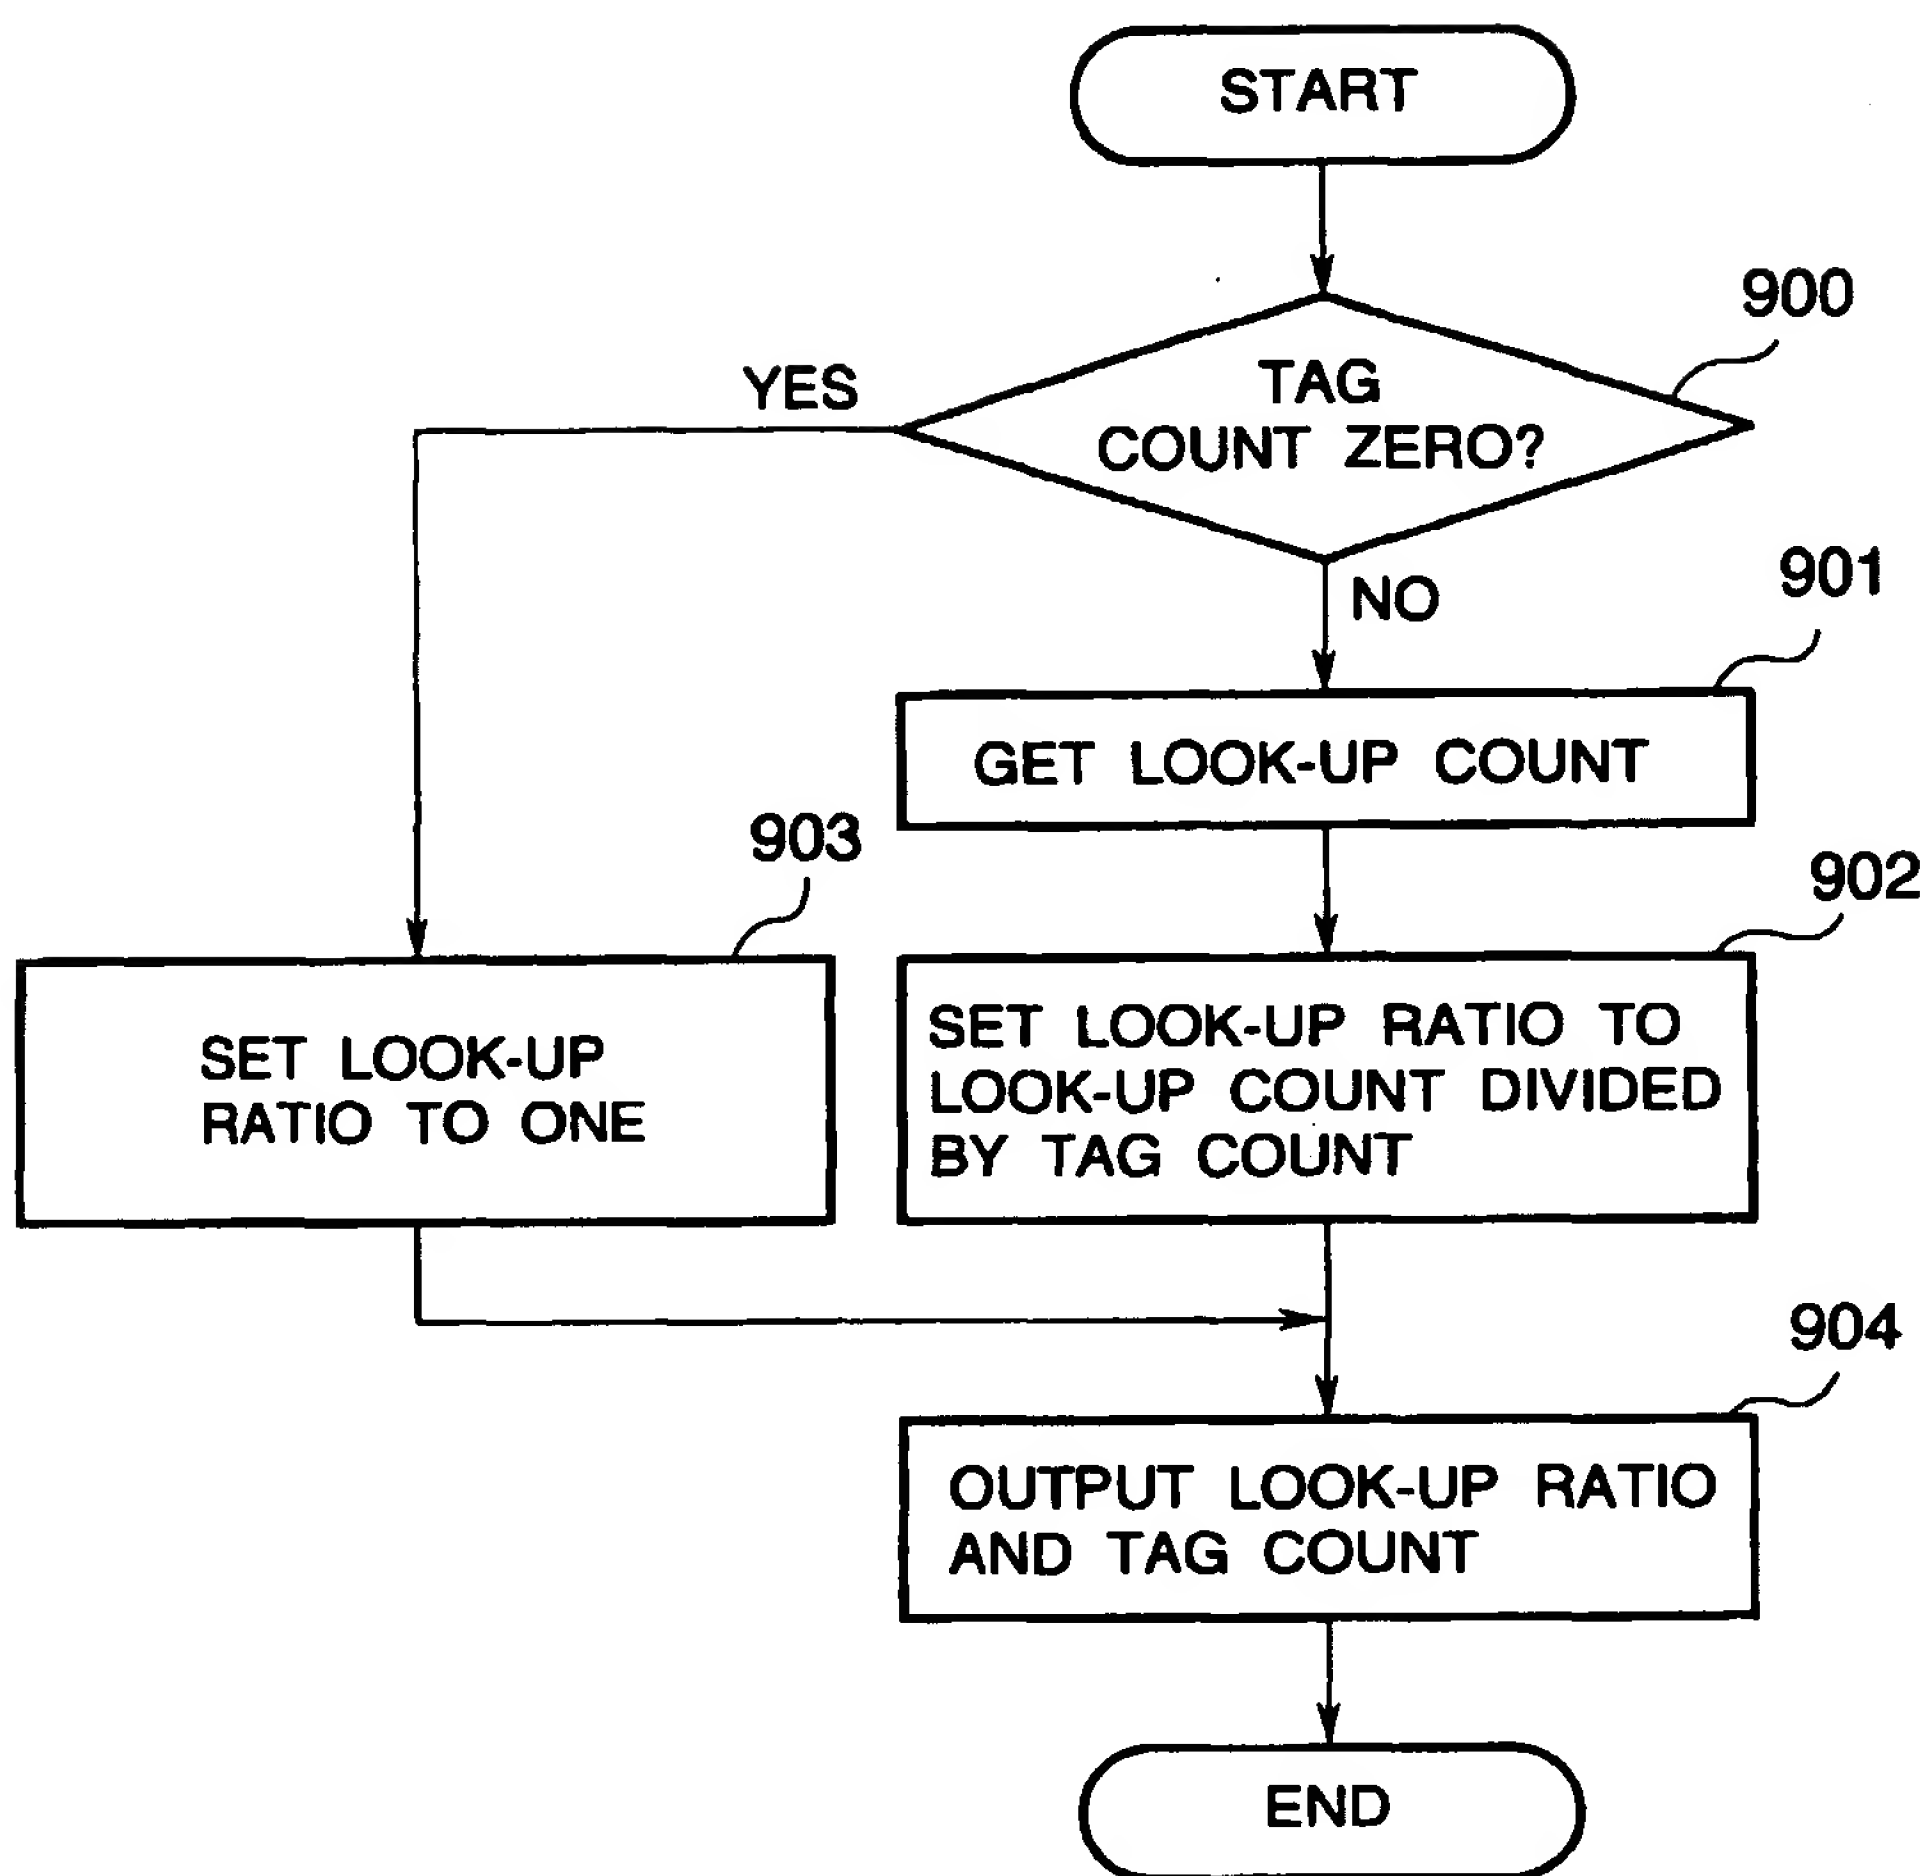 START
900
YES
TAG
COUNT ZERO?
901
NO
GET LOOK-UP COUNT
903
902
SET LOOK-UP
RATIO TO ONE
SET LOOK-UP RATIO TO
LOOK-UP COUNT DIVIDED
BY TAG COUNT
904
OUTPUT LOOK-UP RATIO
AND TAG COUNT
END